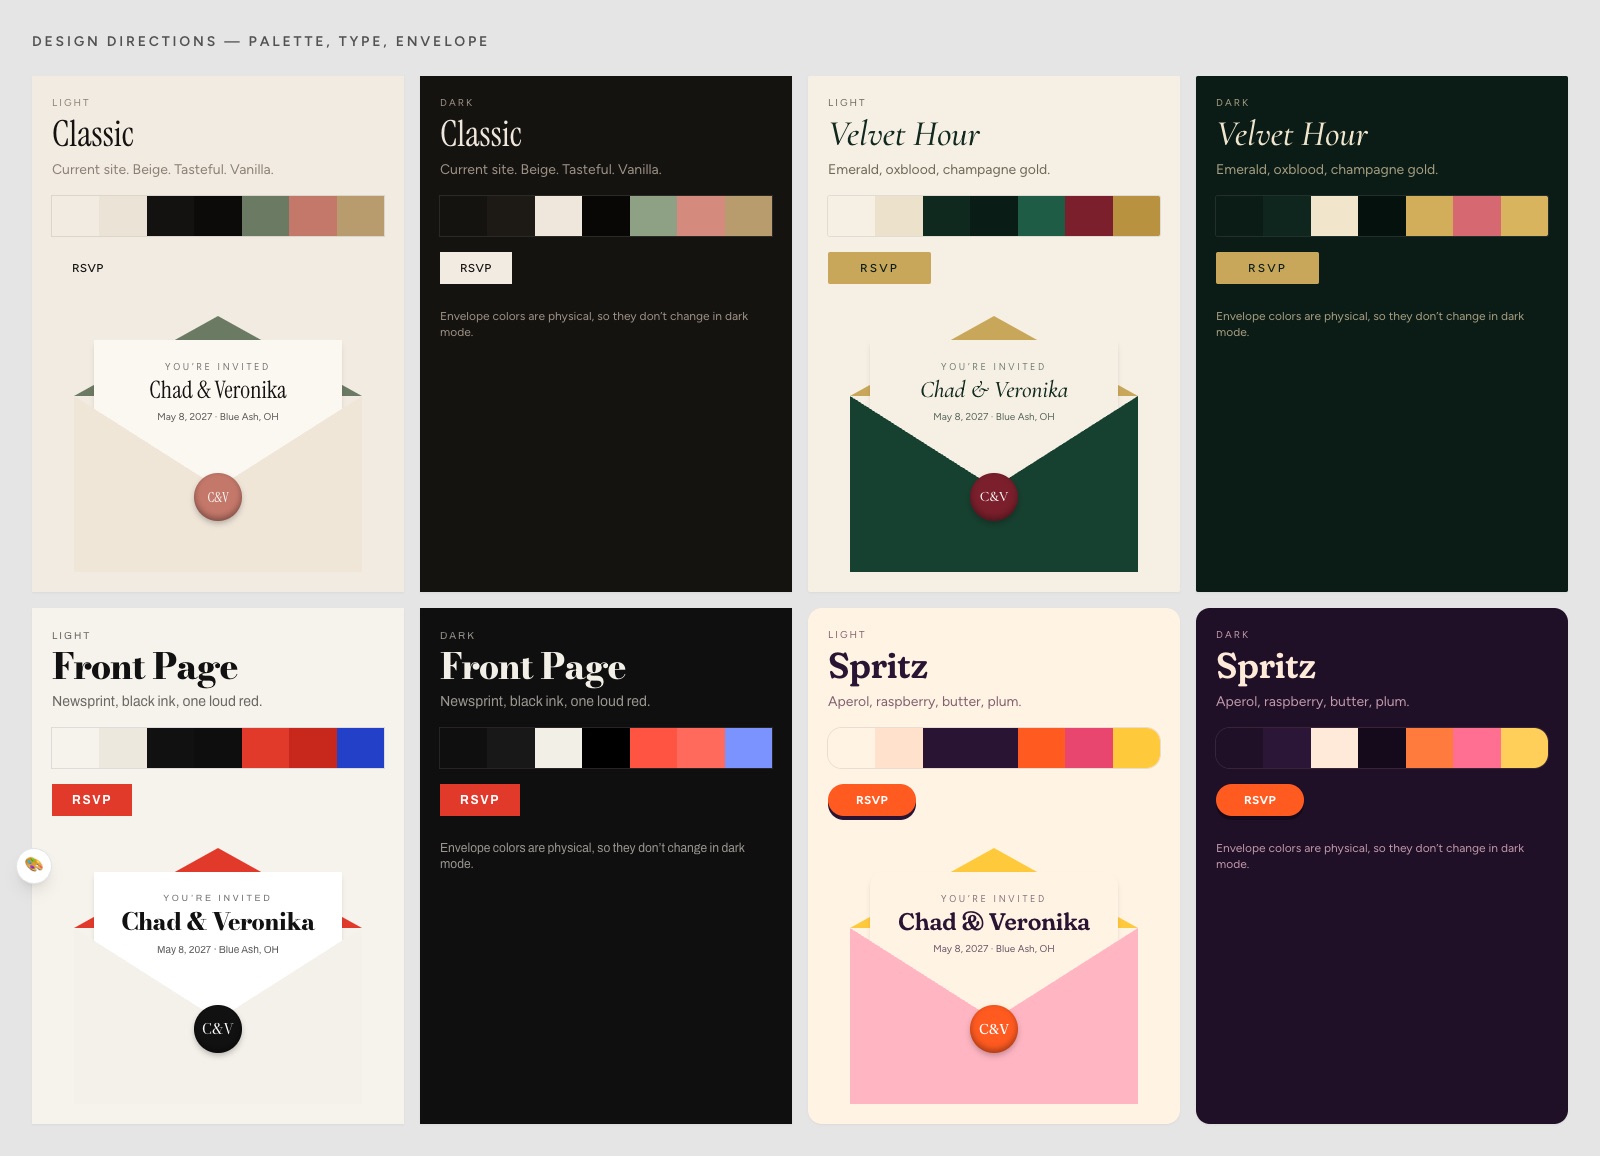 DESIGN DIRECTIONS — PALETTE, TYPE, ENVELOPE
LIGHT
Classic
Current site. Beige. Tasteful. Vanilla.
RSVP
YOU'RE INVITED
Chad & Veronika
May 8, 2027 · Blue Ash, OH
C&V
DARK
Classic
Current site. Beige. Tasteful. Vanilla.
RSVP
Envelope colors are physical, so they don’t change in dark
mode.
LIGHT
Velvet Hour
Emerald, oxblood, champagne gold.
RSVP
YOU'RE INVITED
Chad & Veronika
May 8, 2027 · Blue Ash, OH
C&V
DARK
Velvet Hour
Emerald, oxblood, champagne gold.
RSVP
Envelope colors are physical, so they don’t change in dark
mode.
LIGHT
Front Page
Newsprint, black ink, one loud red.
RSVP
YOU'RE INVITED
Chad & Veronika
May 8, 2027 · Blue Ash, OH
C&V
DARK
Front Page
Newsprint, black ink, one loud red.
RSVP
Envelope colors are physical, so they don’t change in dark
mode.
LIGHT
Spritz
Aperol, raspberry, butter, plum.
RSVP
YOU'RE INVITED
Chad & Veronika
May 8, 2027 · Blue Ash, OH
C&V
DARK
Spritz
Aperol, raspberry, butter, plum.
RSVP
Envelope colors are physical, so they don’t change in dark
mode.